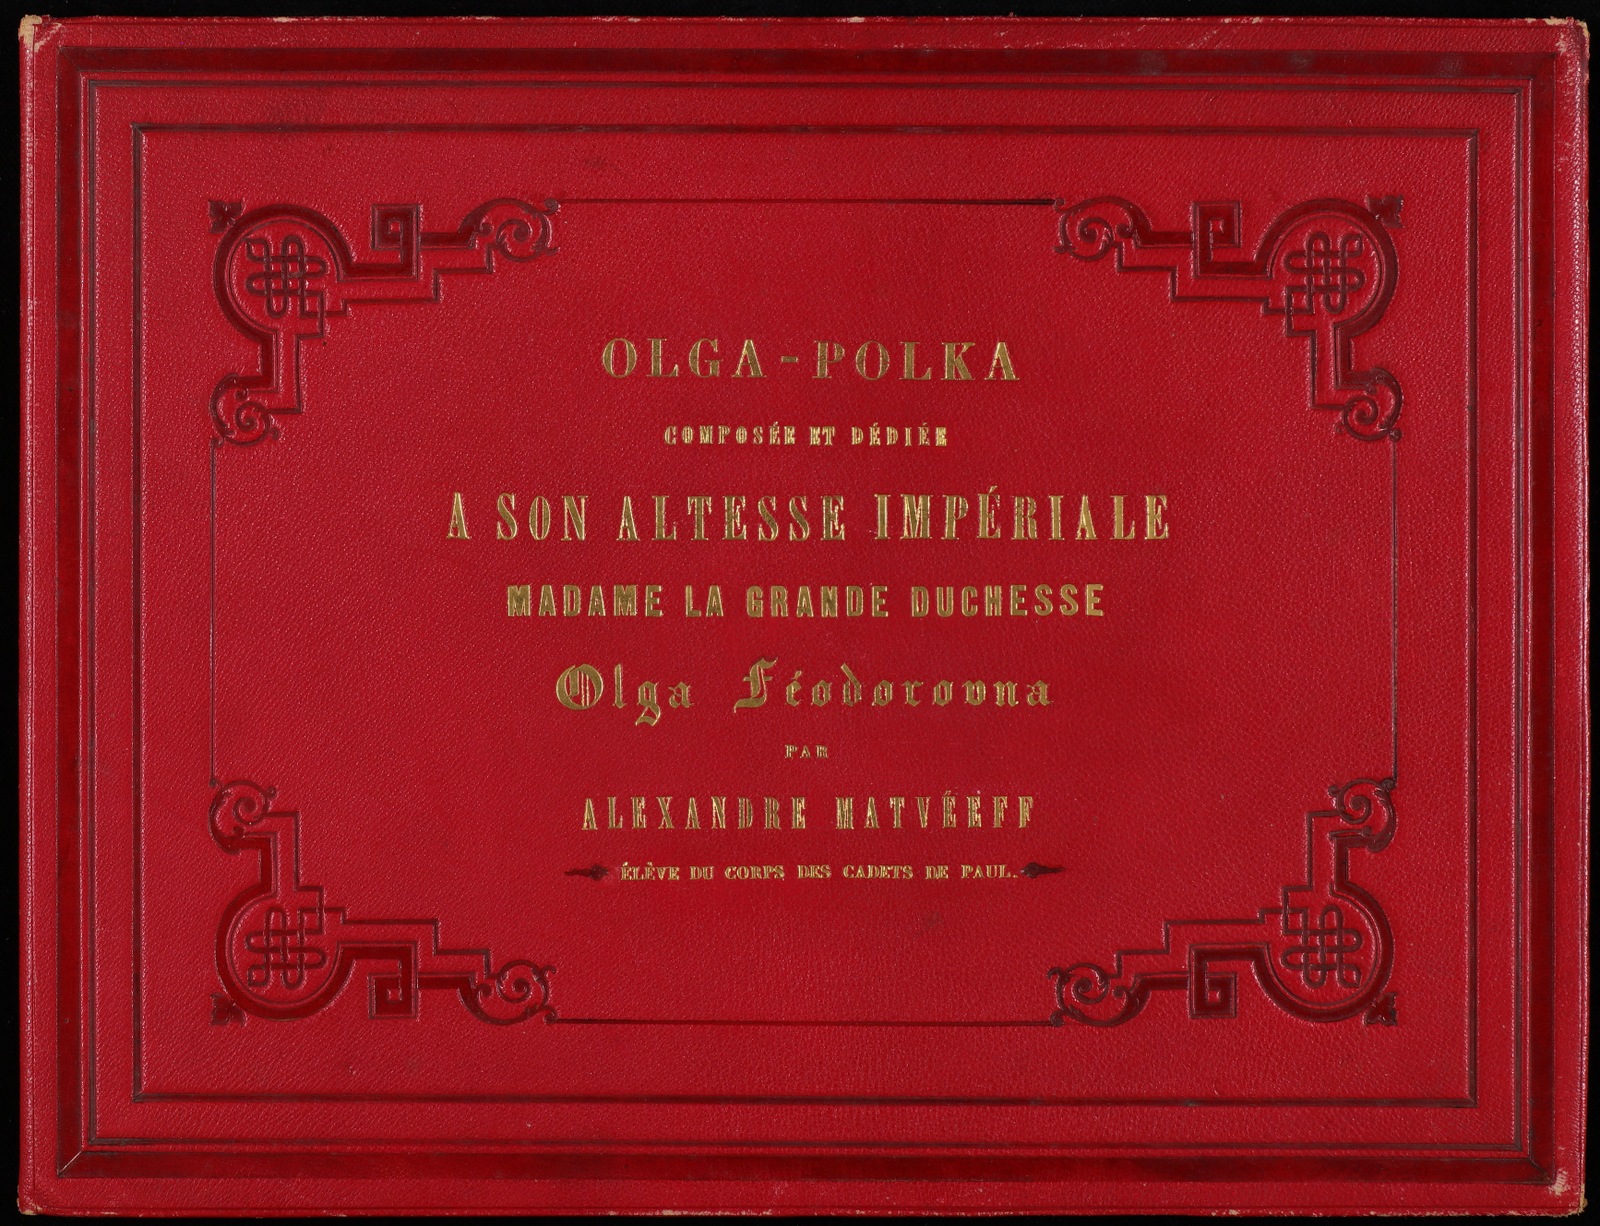 OLGA-POLKA
COMPOSÉE ET DÉDIÉE
A SON ALTESSE IMPÉRIALE
MADAME LA GRANDE DUCHESSE
Olga Féodorovna
PAR
ALEXANDRE MATVÉEFF
ÉLÈVE DU CORPS DES CADETS DE PAUL.